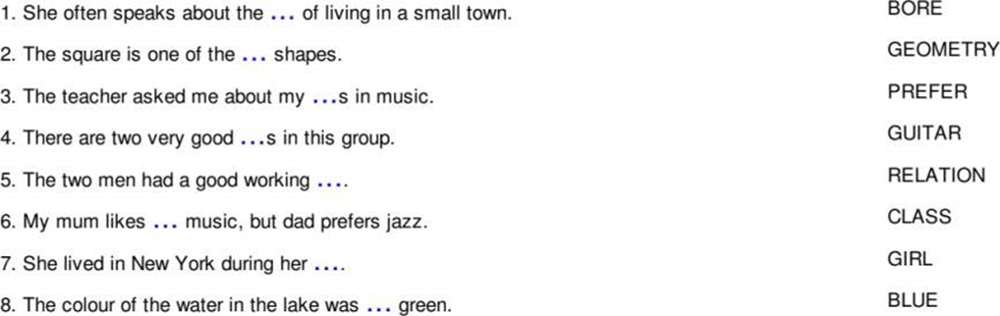 1. She often speaks about the ... of living in a small town. BORE
2. The square is one of the ... shapes. GEOMETRY
3. The teacher asked me about my ...s in music. PREFER
4. There are two very good ...s in this group. GUITAR
5. The two men had a good working .... RELATION
6. My mum likes ... music, but dad prefers jazz. CLASS
7. She lived in New York during her .... GIRL
8. The colour of the water in the lake was ... green. BLUE